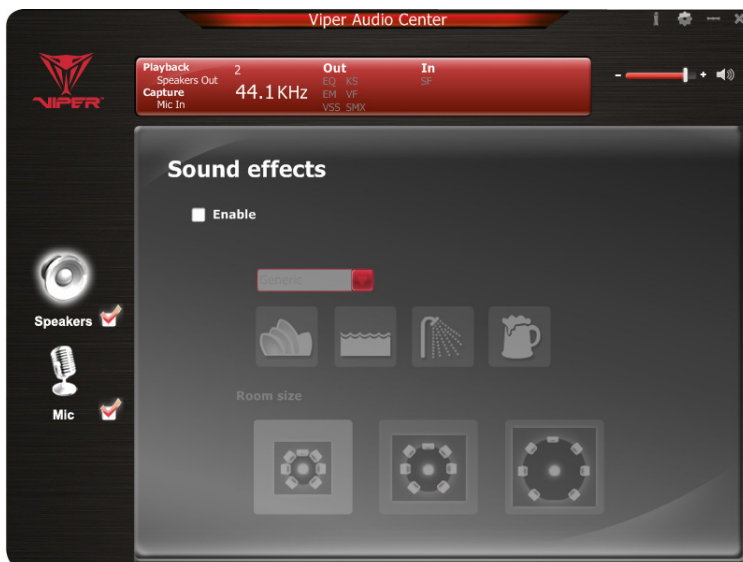 Viper Audio Center
Playback 2 Out In
Speakers Out EQ KS SF
Capture 44.1 KHz EM VF
Mic In VSS SMX
VIPER
Sound effects
Enable
Generic
Speakers
Mic
Room size